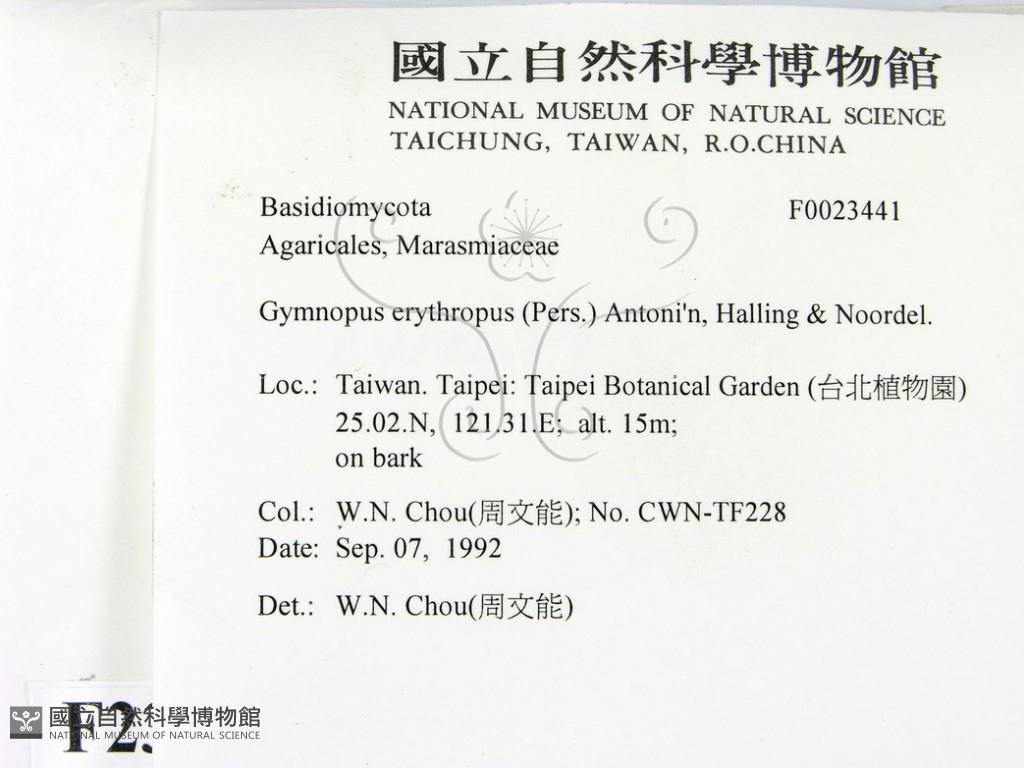 國立自然科學博物館
NATIONAL MUSEUM OF NATURAL SCIENCE
TAICHUNG, TAIWAN, R.O.CHINA
Basidiomycota F0023441
Agaricales, Marasmiaceae
Gymnopus erythropus (Pers.) Antoni'n, Halling & Noordel.
Loc.: Taiwan. Taipei: Taipei Botanical Garden (台北植物園)
25.02.N, 121.31.E; alt. 15m;
on bark
Col.: W.N. Chou(周文能); No. CWN-TF228
Date: Sep. 07, 1992
Det.: W.N. Chou(周文能)
國立自然科學博物館
NATIONAL MUSEUM OF NATURAL SCIENCE